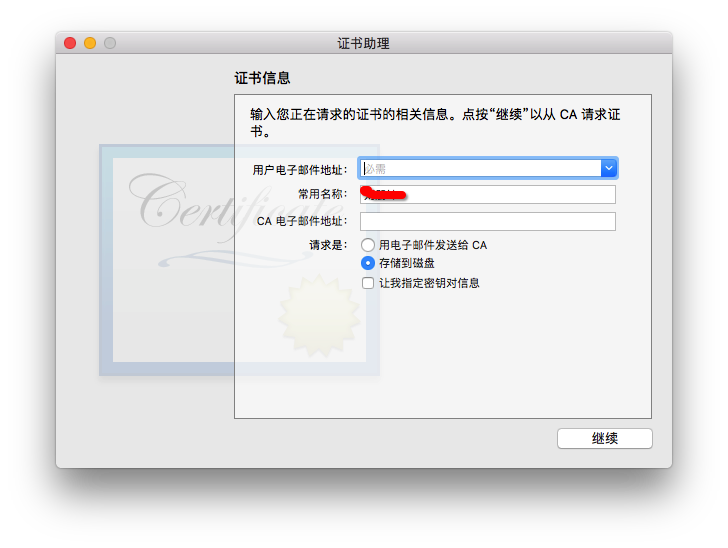 证书助理
证书信息
输入您正在请求的证书的相关信息。点按“继续”以从 CA 请求证
书。
Certificate
用户电子邮件地址： 必需
常用名称：
CA 电子邮件地址：
请求是： 用电子邮件发送给 CA
存储到磁盘
让我指定密钥对信息
继续